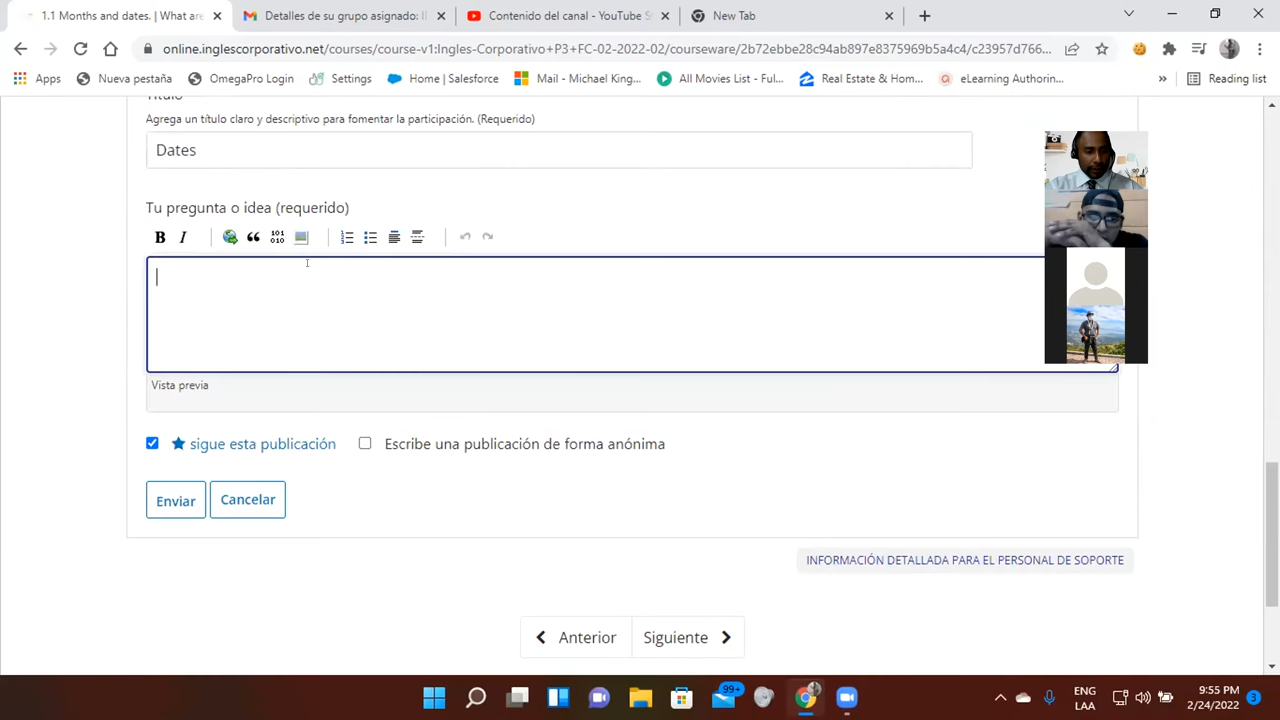 1.1 Months and dates. | What are
Detalles de su grupo asignado: I
Contenido del canal - YouTube S
New Tab
online.inglescorporativo.net/courses/course-v1:Ingles-Corporativo+P3+FC-02-2022-02/courseware/2b72ebbe28c94ab897e8375969b5a4c4/c23957d766...
Apps
Nueva pestaña
OmegaPro Login
Settings
Home | Salesforce
Mail - Michael King...
All Movies List - Ful...
Real Estate & Hom...
eLearning Authorin...
»
Reading list
Título
Agrega un título claro y descriptivo para fomentar la participación. (Requerido)
Dates
Tu pregunta o idea (requerido)
B I
101
010
Vista previa
sigue esta publicación
Escribe una publicación de forma anónima
Enviar
Cancelar
INFORMACIÓN DETALLADA PARA EL PERSONAL DE SOPORTE
Anterior
Siguiente
99+
ENG
LAA
9:55 PM
2/24/2022
3